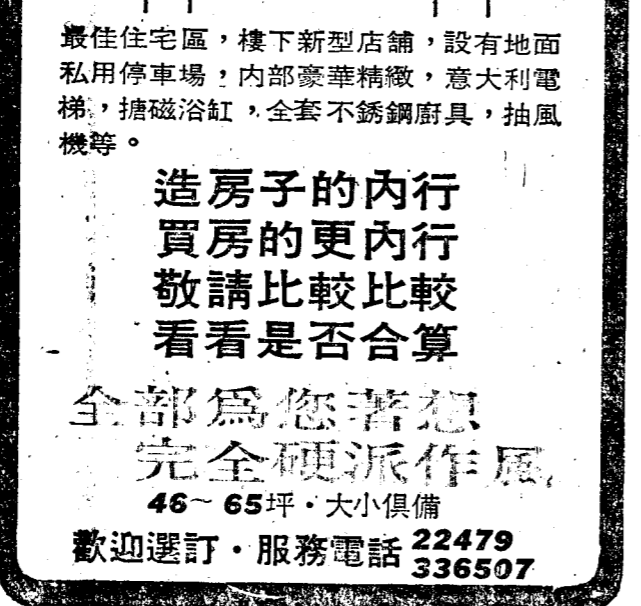 最佳住宅區，樓下新型店舖，設有地面
私用停車場，内部豪華精緻，意大利電
梯，搪磁浴缸，全套不銹鋼廚具，抽風
機等。
造房子的內行
買房的更內行
敬請比較比較
看看是否合算
全部爲您著想
完全硬派作風
46～65坪・大小俱備
歡迎選訂・服務電話 22479
336507